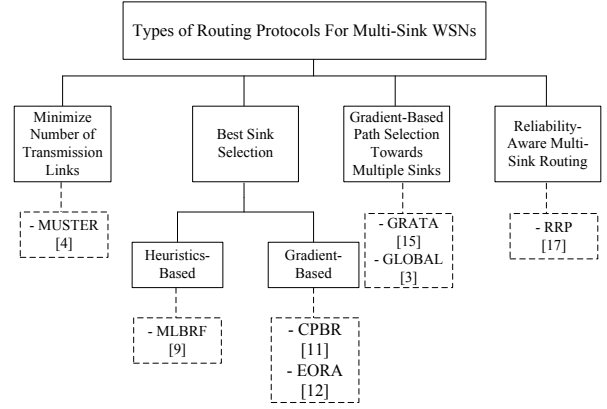 Types of Routing Protocols For Multi-Sink WSNs
Minimize
Number of
Transmission
Links
Best Sink
Selection
Gradient-Based
Path Selection
Towards
Multiple Sinks
Reliability-
Aware Multi-
Sink Routing
- MUSTER
[4]
Heuristics-
Based
Gradient-
Based
- GRATA
[15]
- GLOBAL
[3]
- RRP
[17]
- MLBRF
[9]
- CPBR
[11]
- EORA
[12]